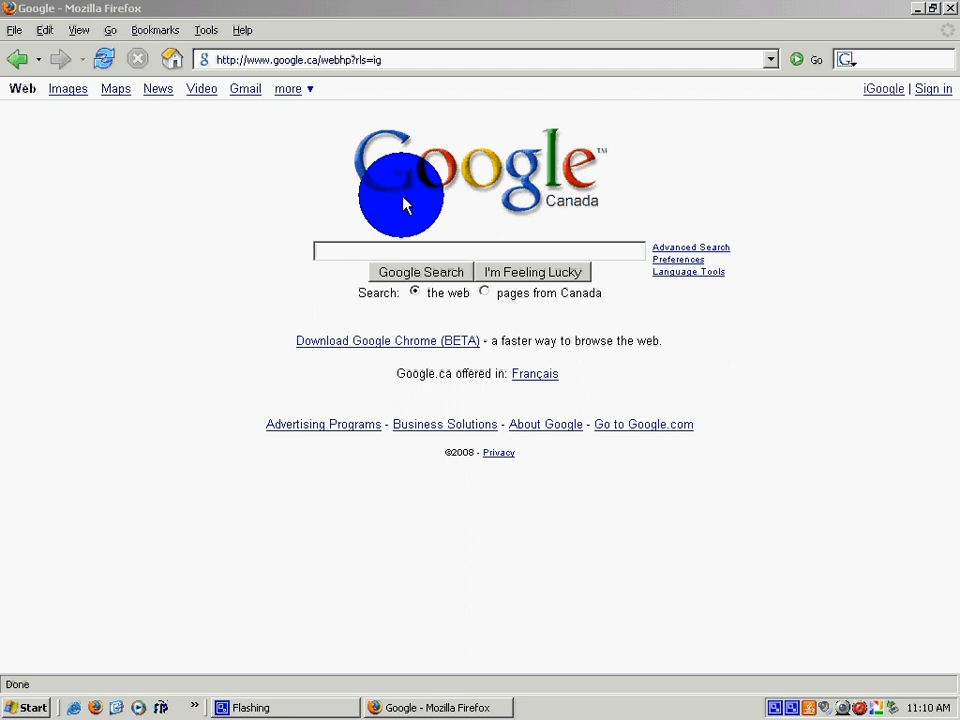 Google - Mozilla Firefox
File Edit View Go Bookmarks Tools Help
http://www.google.ca/webhp?rls=ig Go
Web Images Maps News Video Gmail more ▼ iGoogle | Sign in
Google™
Canada
Advanced Search
Preferences
Language Tools
Google Search I'm Feeling Lucky
Search: the web pages from Canada
Download Google Chrome (BETA) - a faster way to browse the web.
Google.ca offered in: Français
Advertising Programs - Business Solutions - About Google - Go to Google.com
©2008 - Privacy
Done
Start » Flashing Google - Mozilla Firefox 11:10 AM